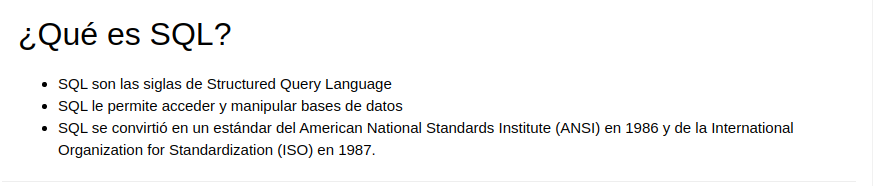 ¿Qué es SQL?
• SQL son las siglas de Structured Query Language
• SQL le permite acceder y manipular bases de datos
• SQL se convirtió en un estándar del American National Standards Institute (ANSI) en 1986 y de la International
Organization for Standardization (ISO) en 1987.